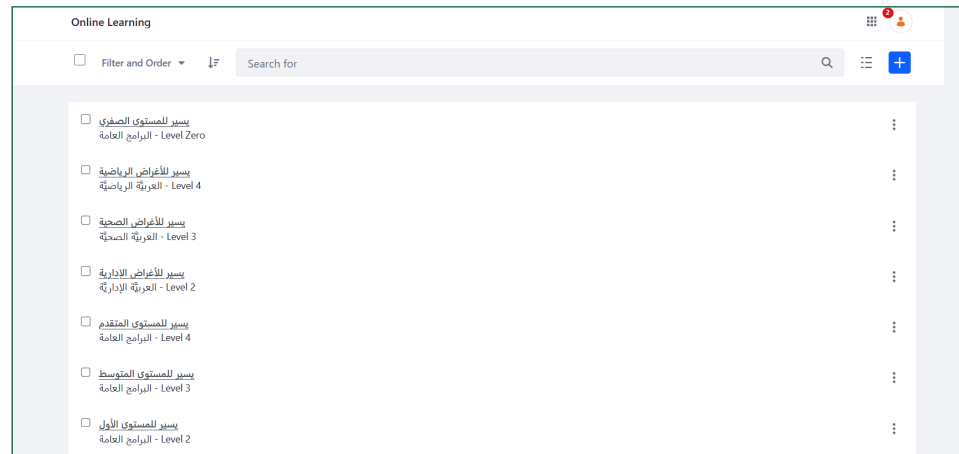 Online Learning
2
Filter and Order
Search for
يسير للمستوى الصفري
البرامج العامة - Level Zero
يسير للأغراض الرياضية
العربيَّة الرياضيَّة - Level 4
يسير للأغراض الصحية
العربيَّة الصحيَّة - Level 3
يسير للأغراض الإدارية
العربيَّة الإداريَّة - Level 2
يسير للمستوى المتقدم
البرامج العامة - Level 4
يسير للمستوى المتوسط
البرامج العامة - Level 3
يسير للمستوى الأول
البرامج العامة - Level 2